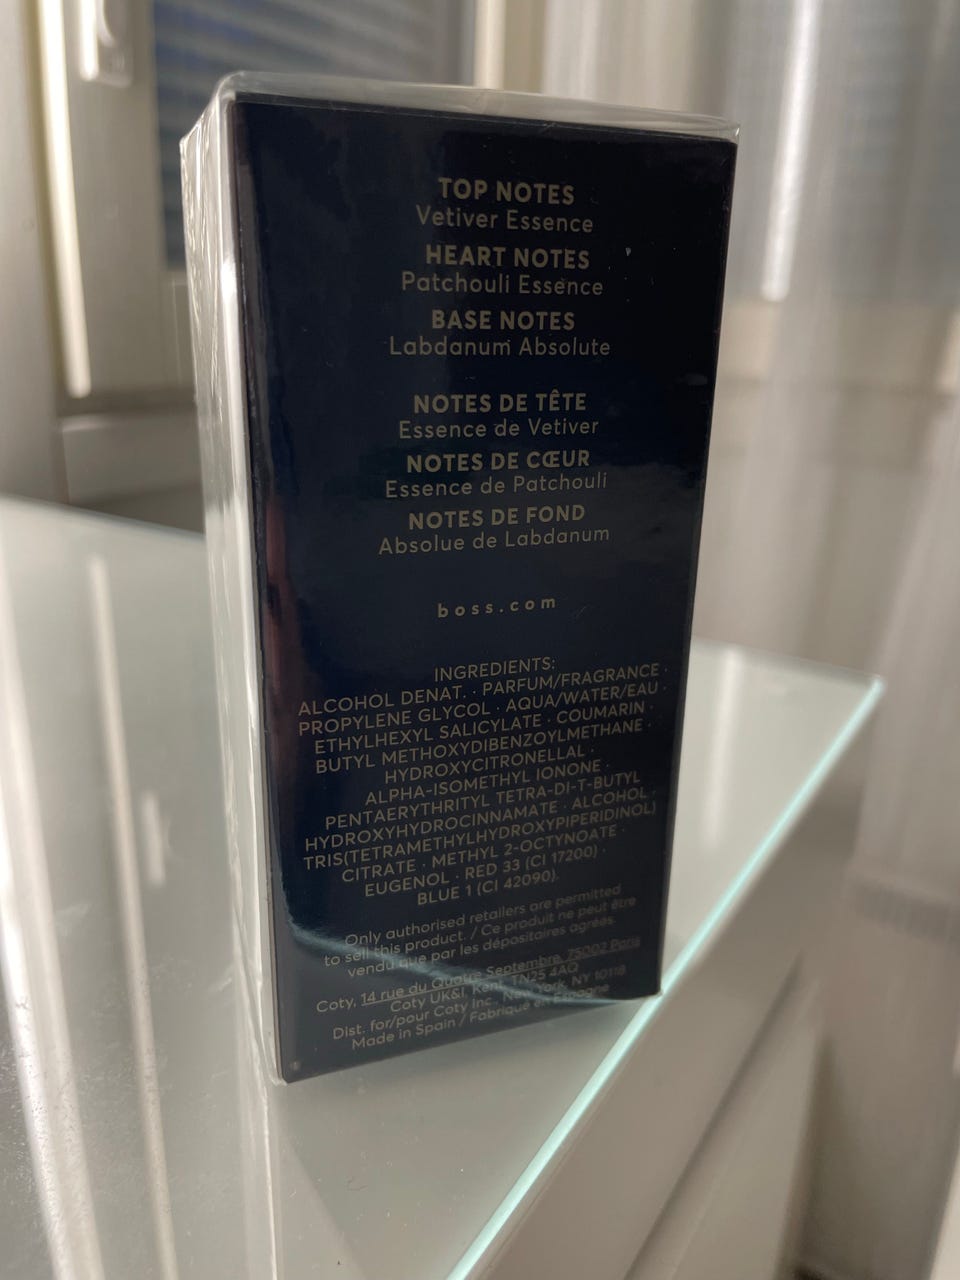 TOP NOTES
Vetiver Essence
HEART NOTES
Patchouli Essence
BASE NOTES
Labdanum Absolute
NOTES DE TÊTE
Essence de Vetiver
NOTES DE CŒUR
Essence de Patchouli
NOTES DE FOND
Absolue de Labdanum
boss.com
INGREDIENTS:
ALCOHOL DENAT. · PARFUM/FRAGRANCE ·
PROPYLENE GLYCOL · AQUA/WATER/EAU ·
ETHYLHEXYL SALICYLATE · COUMARIN ·
BUTYL METHOXYDIBENZOYLMETHANE ·
HYDROXYCITRONELLAL ·
ALPHA-ISOMETHYL IONONE ·
PENTAERYTHRITYL TETRA-DI-T-BUTYL
HYDROXYHYDROCINNAMATE · ALCOHOL ·
TRIS(TETRAMETHYLHYDROXYPIPERIDINOL)
CITRATE · METHYL 2-OCTYNOATE ·
EUGENOL · RED 33 (CI 17200) ·
BLUE 1 (CI 42090).
Only authorised retailers are permitted
to sell this product. / Ce produit ne peut être
vendu que par les dépositaires agréés.
Coty, 14 rue du Quatre Septembre, 75002 Paris
Coty UK&I, Kent, TN25 4AQ
Dist. for/pour Coty Inc., New York, NY 10118
Made in Spain / Fabriqué en Espagne